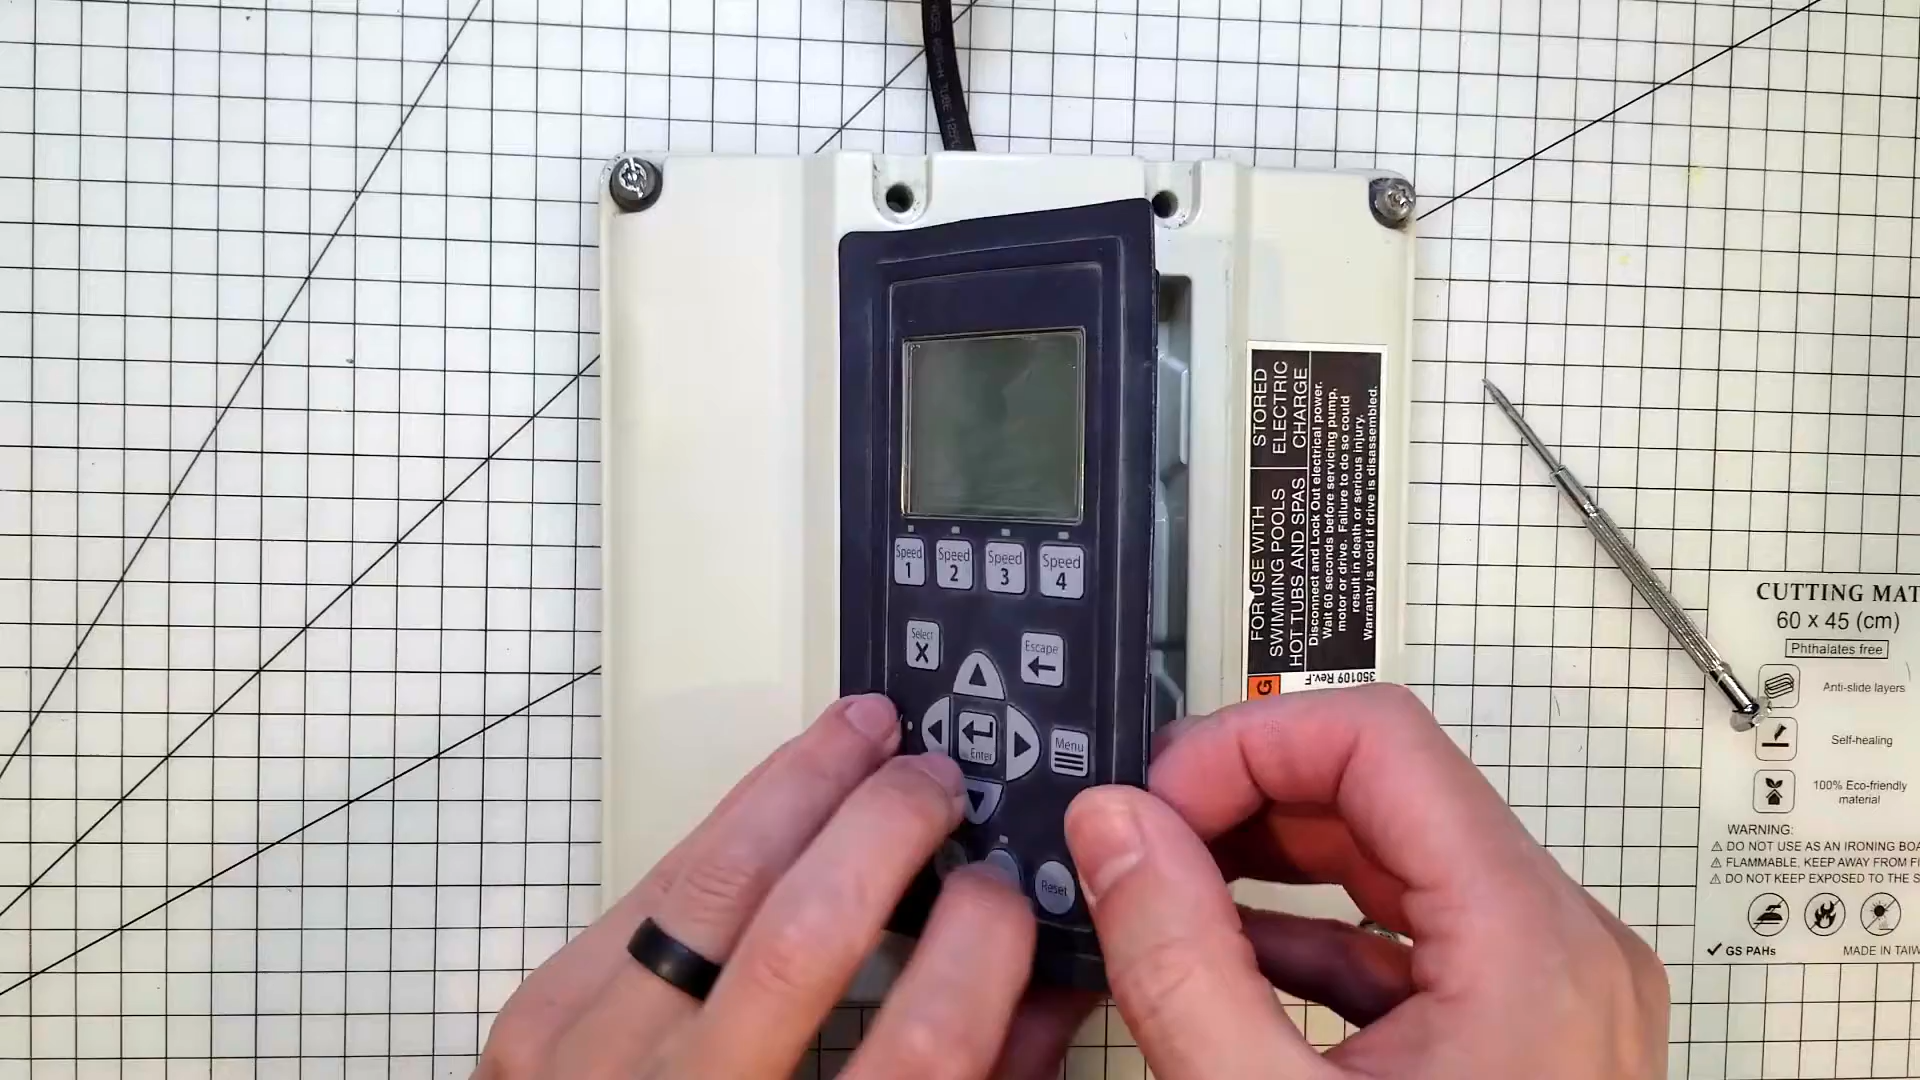 Speed
1
Speed
2
Speed
3
Speed
4
Select
X
Escape
Enter
Menu
Reset
FOR USE WITH
SWIMMING POOLS
HOT TUBS AND SPAS
STORED
ELECTRIC
CHARGE
Disconnect and Lock Out electrical power.
Wait 60 seconds before servicing pump,
motor or drive. Failure to do so could
result in death or serious injury.
Warranty is void if drive is disassembled.
350109 Rev.F
CUTTING MAT
60 x 45 (cm)
Phthalates free
Anti-slide layers
Self-healing
100% Eco-friendly
material
WARNING:
⚠ DO NOT USE AS AN IRONING BOA
⚠ FLAMMABLE, KEEP AWAY FROM FI
⚠ DO NOT KEEP EXPOSED TO THE S
✓ GS PAHs
MADE IN TAIW